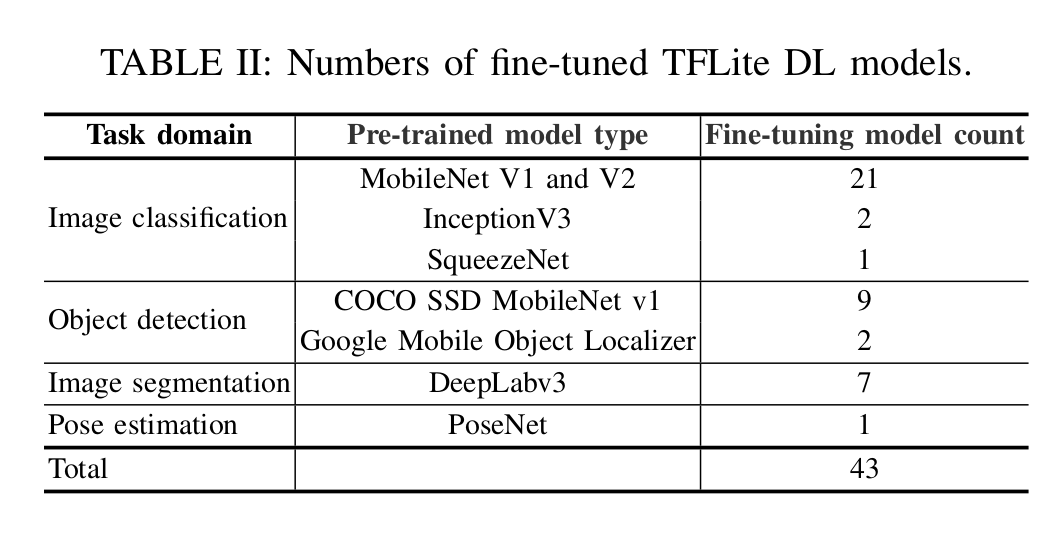 TABLE II: Numbers of fine-tuned TFLite DL models.
Task domain Pre-trained model type Fine-tuning model count
Image classification MobileNet V1 and V2 21
InceptionV3 2
SqueezeNet 1
Object detection COCO SSD MobileNet v1 9
Google Mobile Object Localizer 2
Image segmentation DeepLabv3 7
Pose estimation PoseNet 1
Total 43